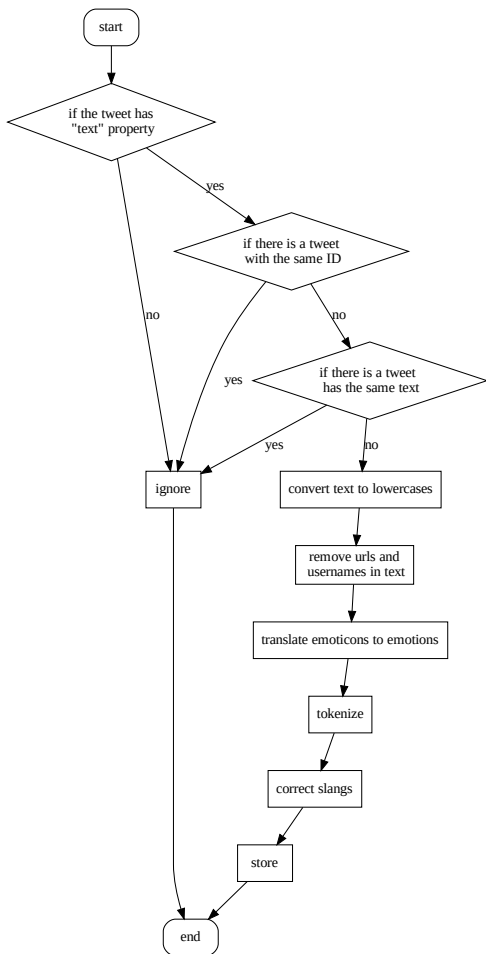 start
if the tweet has
"text" property
yes
if there is a tweet
with the same ID
no
no
if there is a tweet
has the same text
yes
yes
no
ignore
convert text to lowercases
remove urls and
usernames in text
translate emoticons to emotions
tokenize
correct slangs
store
end